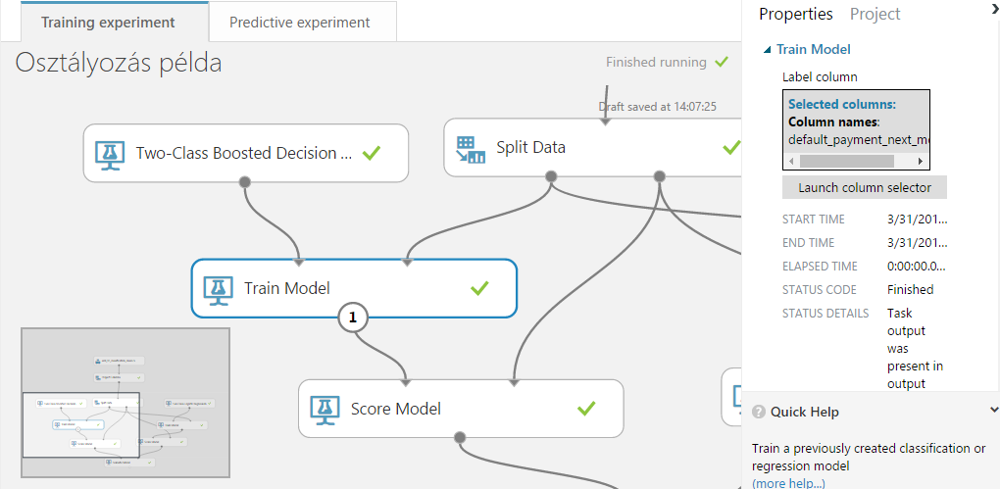 Training experiment
Predictive experiment
Osztályozás példa
Finished running
Draft saved at 14:07:25
Two-Class Boosted Decision ...
Split Data
Train Model
1
Score Model
Properties
Project
Train Model
Label column
Selected columns:
Column names:
default_payment_next_m
Launch column selector
START TIME 3/31/201...
END TIME 3/31/201...
ELAPSED TIME 0:00:00.0...
STATUS CODE Finished
STATUS DETAILS Task
output
was
present in
output
Quick Help
Train a previously created classification or
regression model
(more help...)